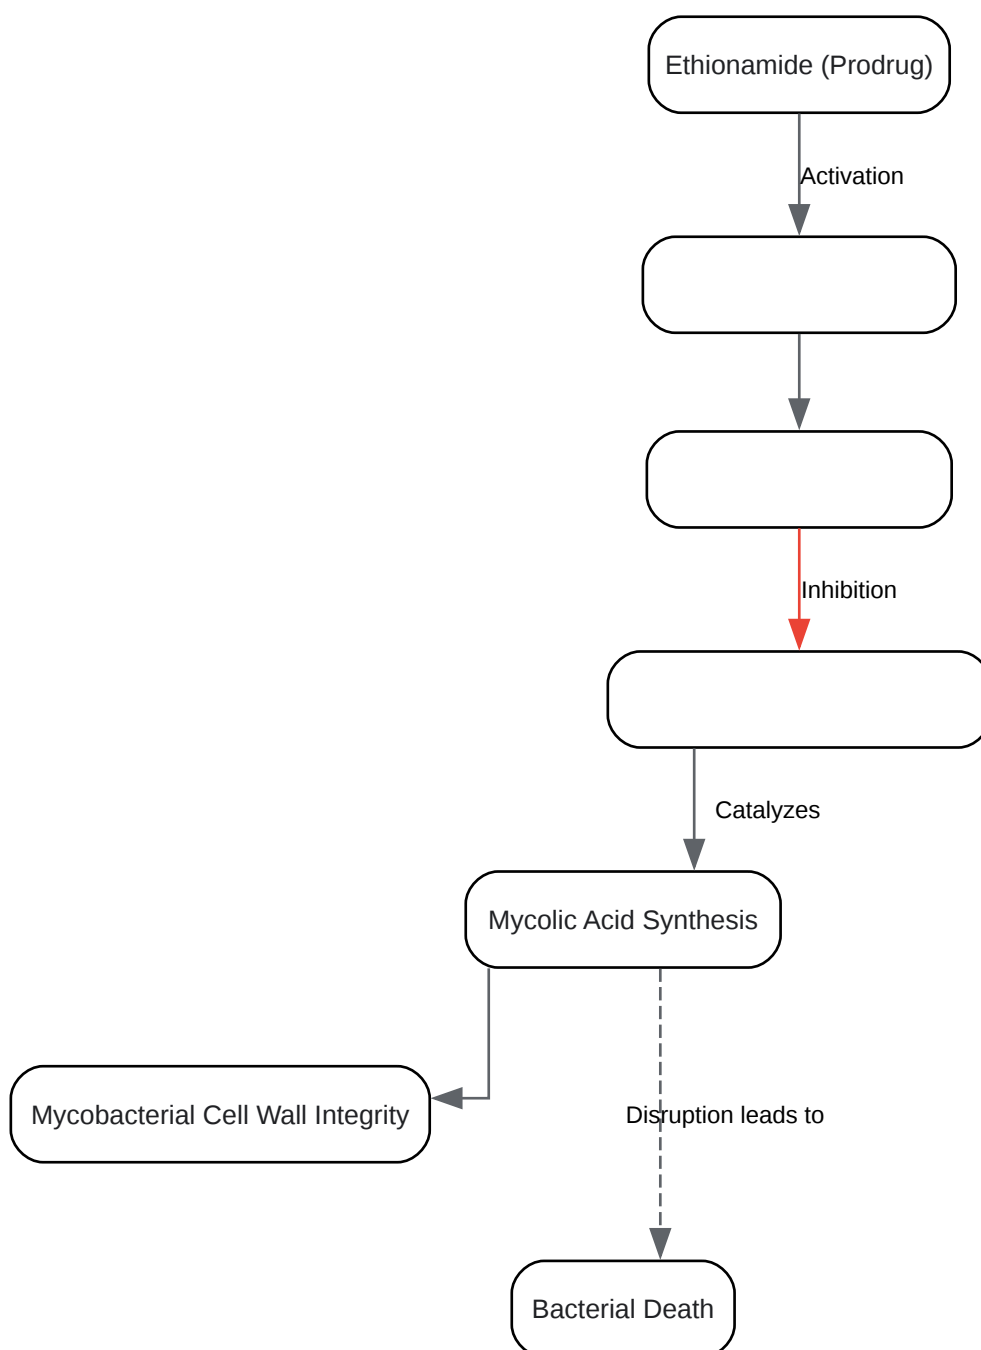 Ethionamide (Prodrug)
Activation
Inhibition
Catalyzes
Mycolic Acid Synthesis
Mycobacterial Cell Wall Integrity
Disruption leads to
Bacterial Death